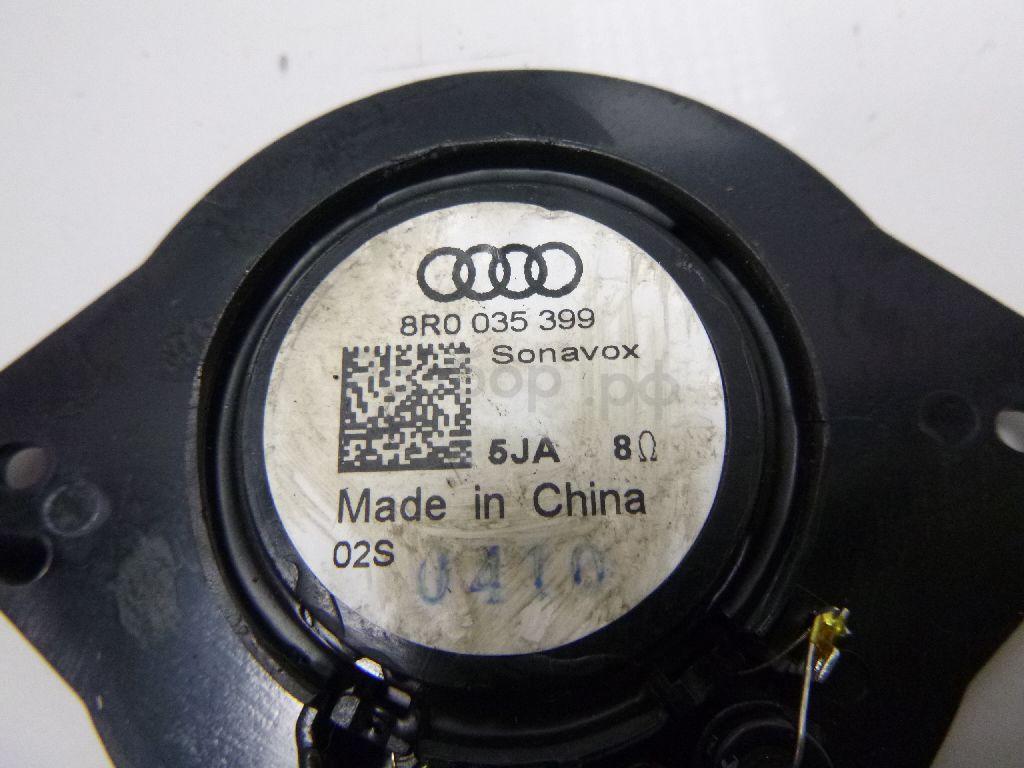 8R0 035 399
Sonavox
5JA 8Ω
Made in China
02S
0410